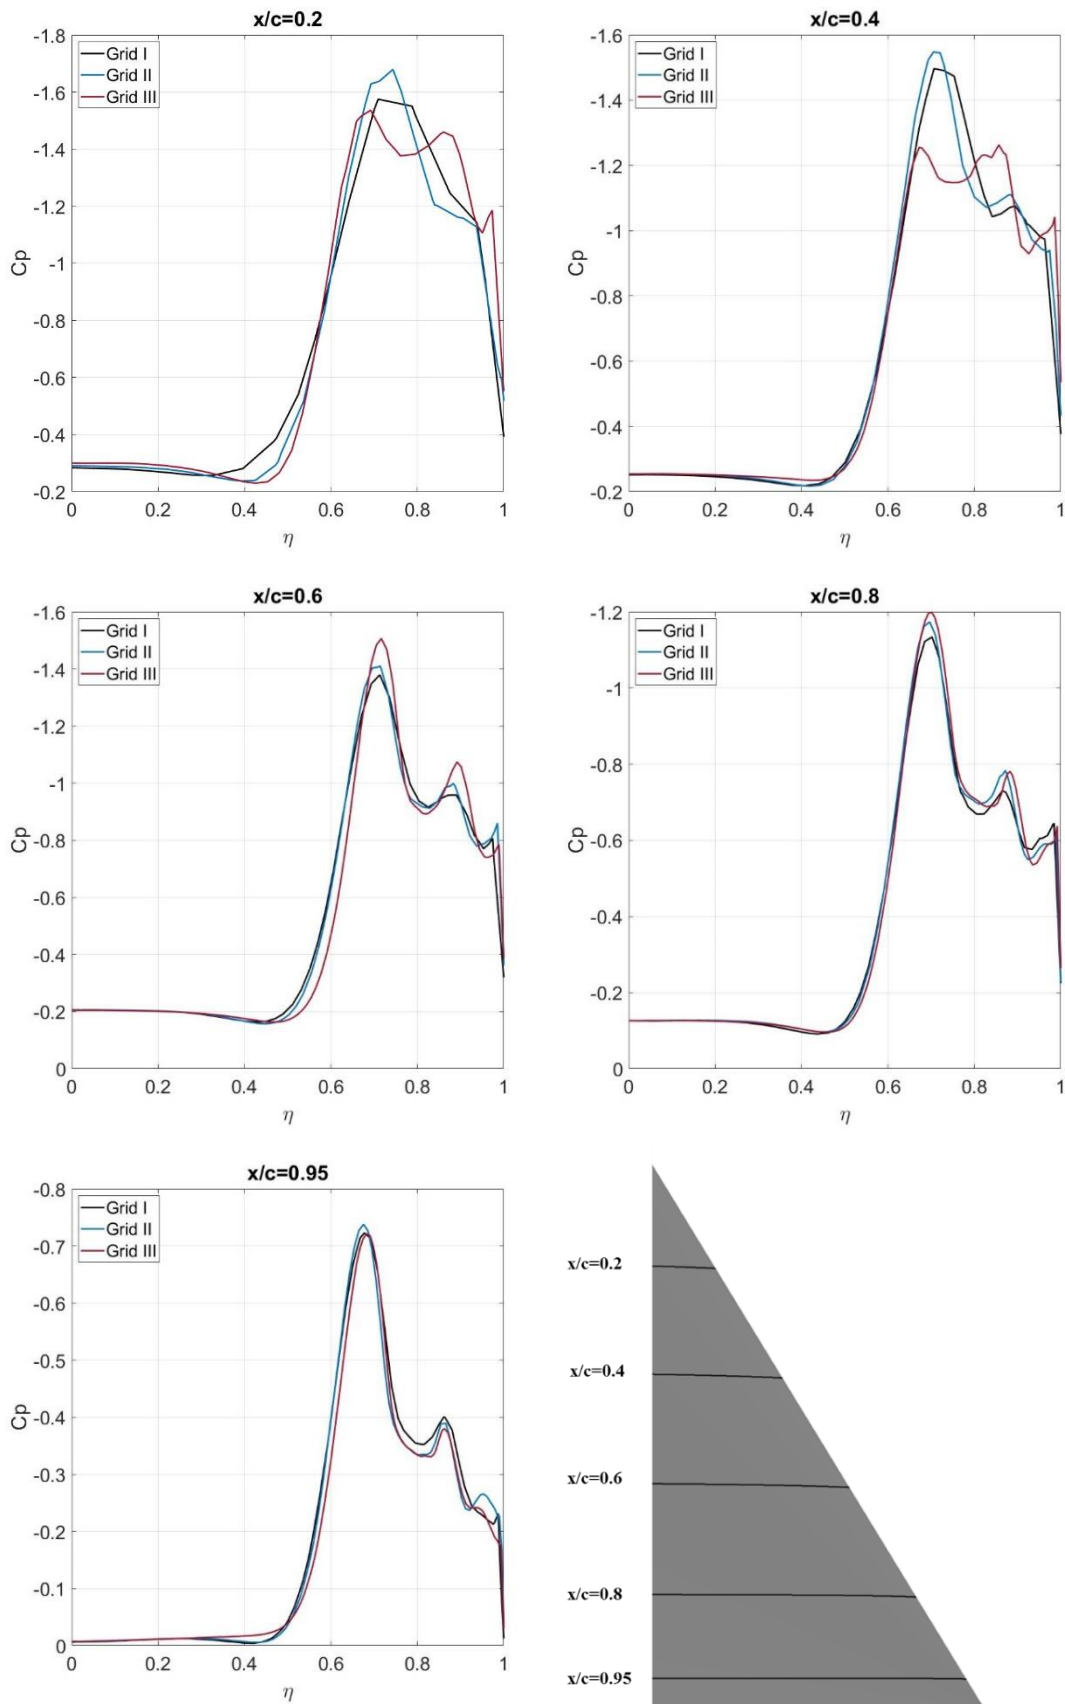 x/c=0.2
-1.8
-1.6
-1.4
-1.2
-1
-0.8
-0.6
-0.4
-0.2
Cp
Grid I
Grid II
Grid III
0 0.2 0.4 0.6 0.8 1
η
x/c=0.4
-1.6
-1.4
-1.2
-1
-0.8
-0.6
-0.4
-0.2
Cp
Grid I
Grid II
Grid III
0 0.2 0.4 0.6 0.8 1
η
x/c=0.6
-1.6
-1.4
-1.2
-1
-0.8
-0.6
-0.4
-0.2
0
Cp
Grid I
Grid II
Grid III
0 0.2 0.4 0.6 0.8 1
η
x/c=0.8
-1.2
-1
-0.8
-0.6
-0.4
-0.2
0
Cp
Grid I
Grid II
Grid III
0 0.2 0.4 0.6 0.8 1
η
x/c=0.95
-0.8
-0.7
-0.6
-0.5
-0.4
-0.3
-0.2
-0.1
0
Cp
Grid I
Grid II
Grid III
0 0.2 0.4 0.6 0.8 1
η
x/c=0.2
x/c=0.4
x/c=0.6
x/c=0.8
x/c=0.95